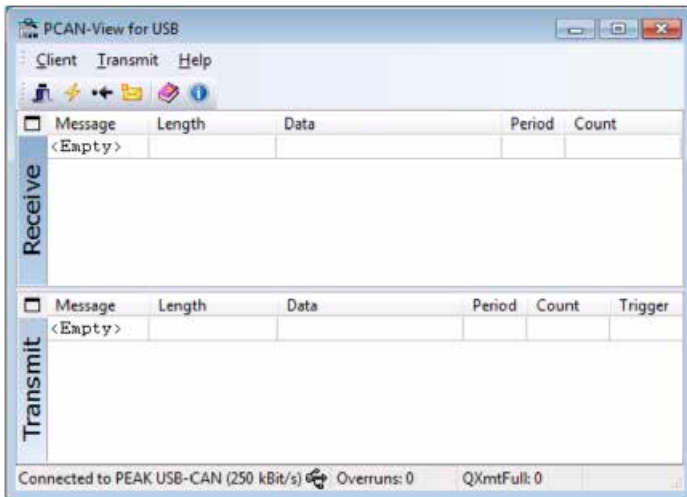 PCAN-View for USB
Client Transmit Help
Message Length Data Period Count
<Empty>
Receive
Message Length Data Period Count Trigger
<Empty>
Transmit
Connected to PEAK USB-CAN (250 kBit/s) Overruns: 0 QXmtFull: 0